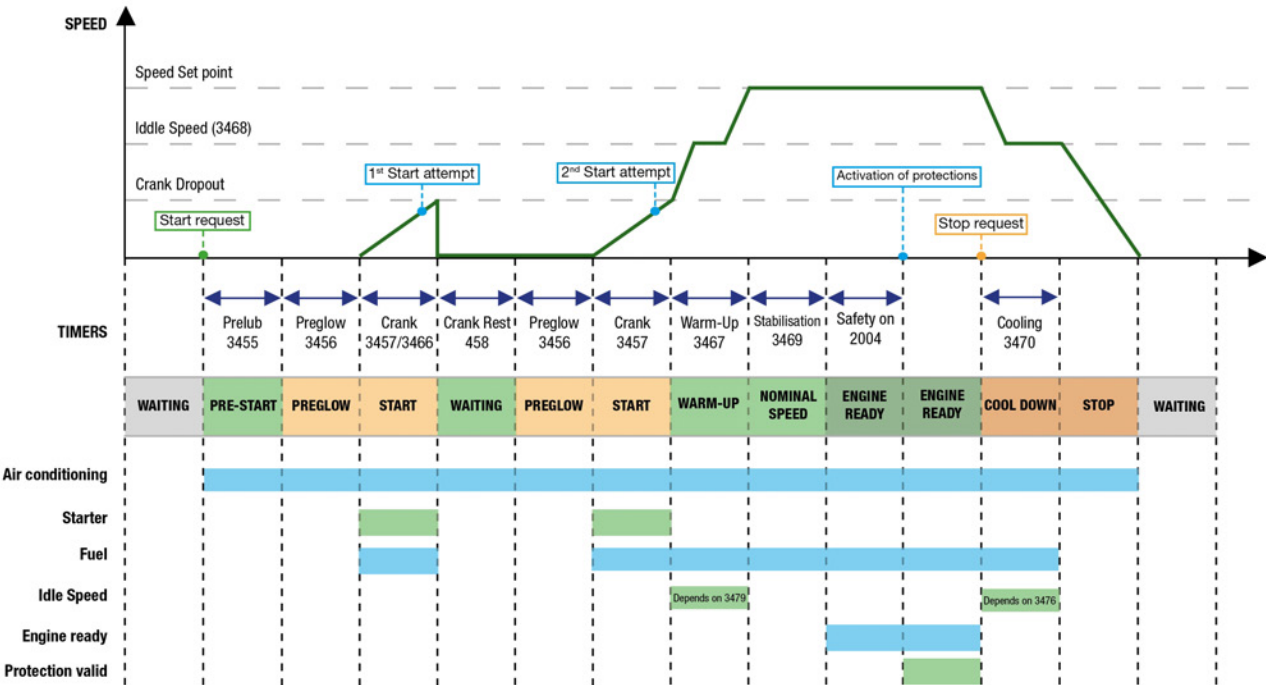 SPEED
Speed Set point
Iddle Speed (3468)
Crank Dropout
1st Start attempt
2nd Start attempt
Activation of protections
Start request
Stop request
TIMERS
Prelub
3455
Preglow
3456
Crank
3457/3466
Crank Rest
458
Preglow
3456
Crank
3457
Warm-Up
3467
Stabilisation
3469
Safety on
2004
Cooling
3470
WAITING
PRE-START
PREGLOW
START
WAITING
PREGLOW
START
WARM-UP
NOMINAL
SPEED
ENGINE
READY
ENGINE
READY
COOL DOWN
STOP
WAITING
Air conditioning
Starter
Fuel
Idle Speed
Depends on 3479
Depends on 3476
Engine ready
Protection valid